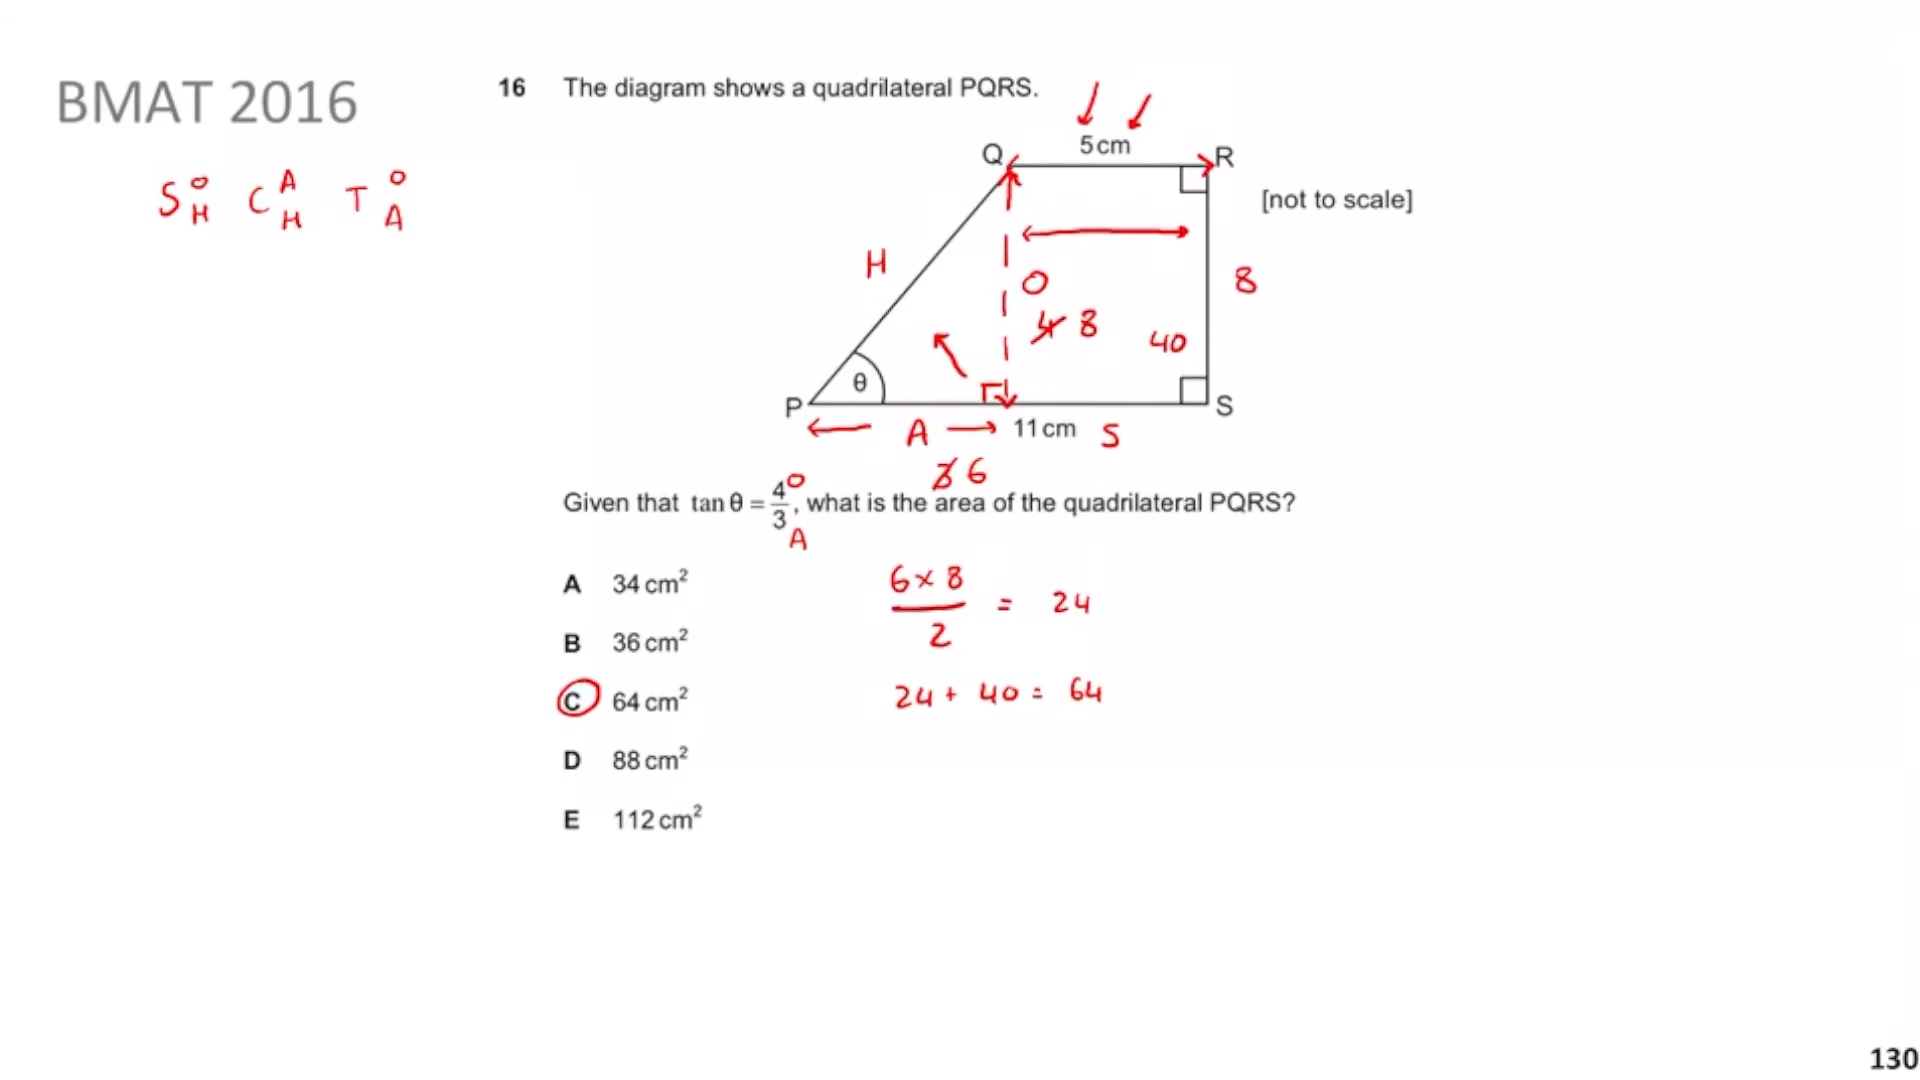 BMAT 2016
S O/H C A/H T O/A
16 The diagram shows a quadrilateral PQRS.
5 cm
Q R
[not to scale]
H
O
8
4 8
40
θ
P S
A 11 cm 5
3 6
Given that tan θ = 4/3, what is the area of the quadrilateral PQRS?
O
A
A 34 cm²
6 × 8 / 2 = 24
B 36 cm²
C 64 cm²
24 + 40 = 64
D 88 cm²
E 112 cm²
130